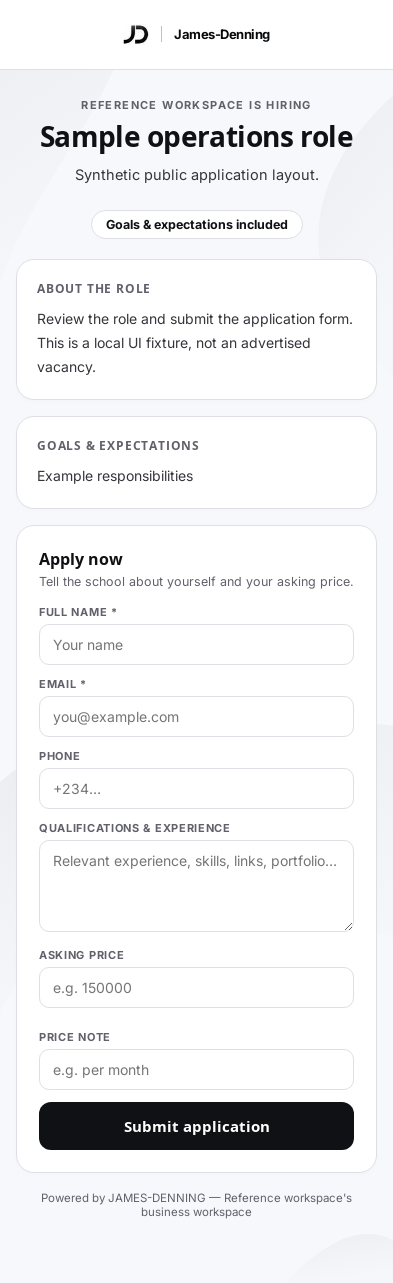 James-Denning
REFERENCE WORKSPACE IS HIRING
Sample operations role
Synthetic public application layout.
Goals & expectations included
ABOUT THE ROLE
Review the role and submit the application form.
This is a local UI fixture, not an advertised
vacancy.
GOALS & EXPECTATIONS
Example responsibilities
Apply now
Tell the school about yourself and your asking price.
FULL NAME *
Your name
EMAIL *
you@example.com
PHONE
+234...
QUALIFICATIONS & EXPERIENCE
Relevant experience, skills, links, portfolio...
ASKING PRICE
e.g. 150000
PRICE NOTE
e.g. per month
Submit application
Powered by JAMES-DENNING — Reference workspace's
business workspace